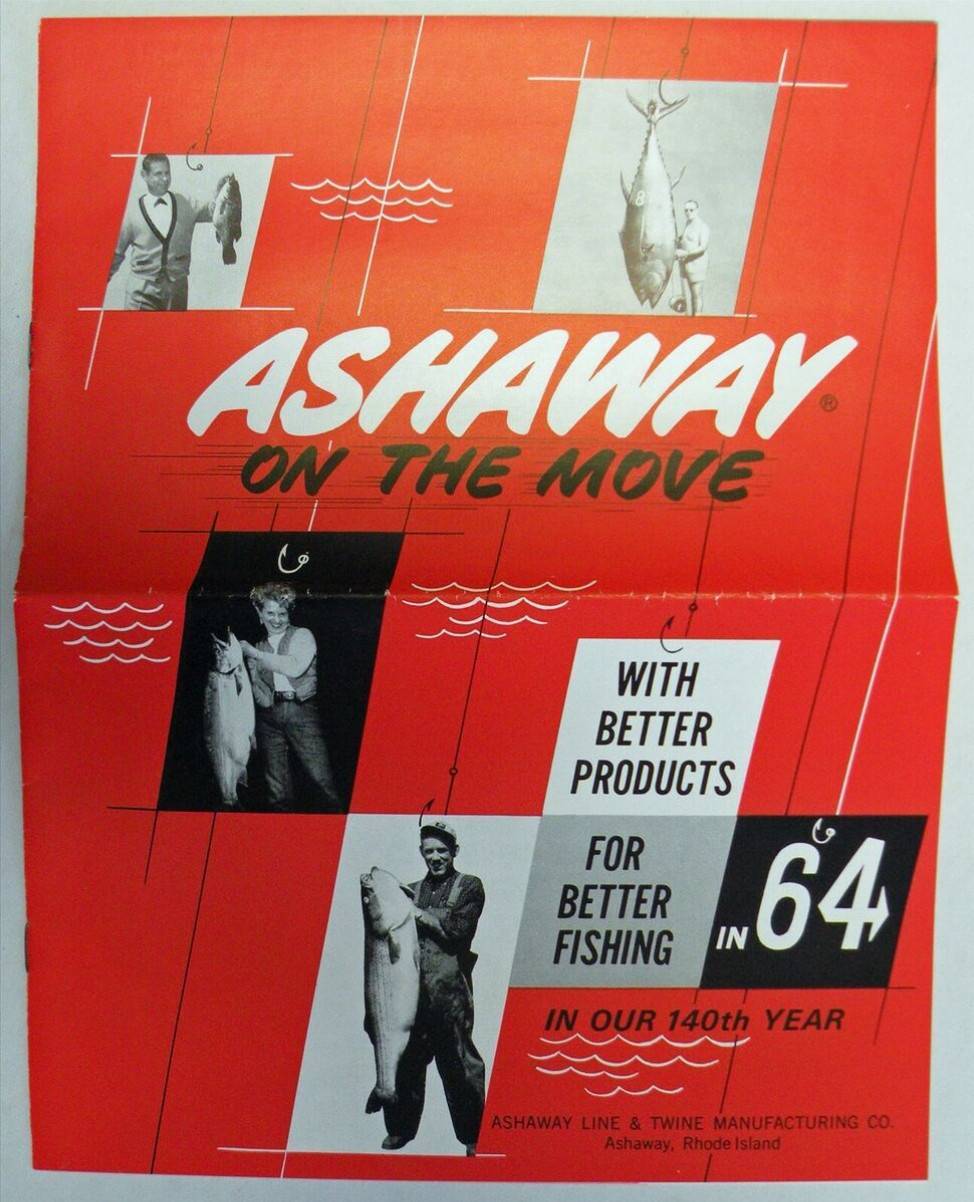 ASHAWAY®
ON THE MOVE
8
WITH
BETTER
PRODUCTS
FOR
BETTER
FISHING
IN 64
IN OUR 140th YEAR
ASHAWAY LINE & TWINE MANUFACTURING CO.
Ashaway, Rhode Island